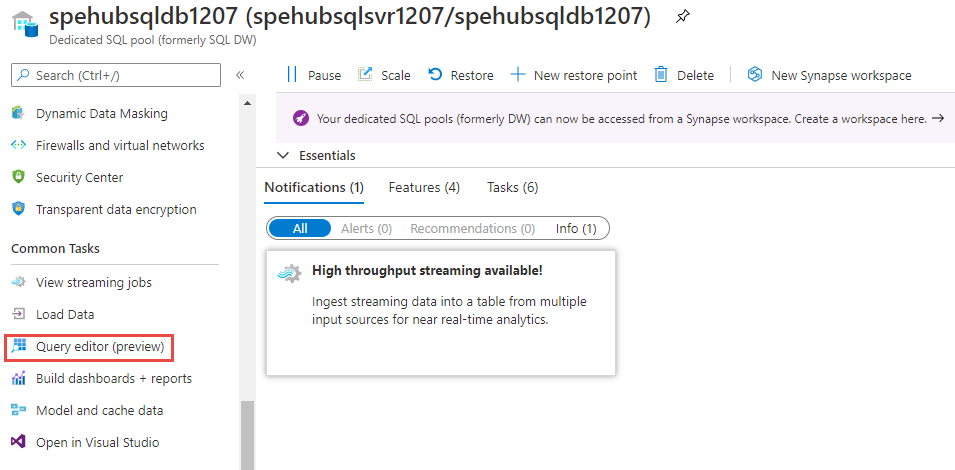 spehubsqldb1207 (spehubsqlsvr1207/spehubsqldb1207)
Dedicated SQL pool (formerly SQL DW)
Search (Ctrl+/)
«
Pause
Scale
Restore
New restore point
Delete
New Synapse workspace
Dynamic Data Masking
Firewalls and virtual networks
Security Center
Transparent data encryption
Common Tasks
View streaming jobs
Load Data
Query editor (preview)
Build dashboards + reports
Model and cache data
Open in Visual Studio
Your dedicated SQL pools (formerly DW) can now be accessed from a Synapse workspace. Create a workspace here. →
Essentials
Notifications (1)
Features (4)
Tasks (6)
All
Alerts (0)
Recommendations (0)
Info (1)
High throughput streaming available!
Ingest streaming data into a table from multiple
input sources for near real-time analytics.